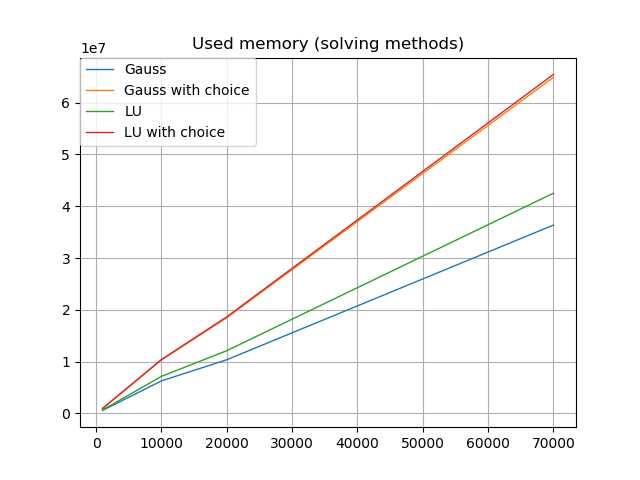 Used memory (solving methods)
1e7
Gauss
Gauss with choice
LU
LU with choice
6
5
4
3
2
1
0
0 10000 20000 30000 40000 50000 60000 70000